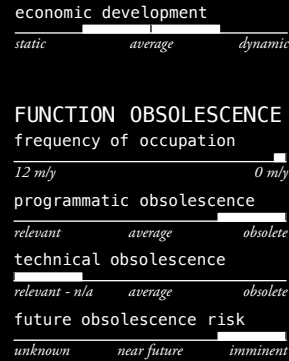 economic development
static average dynamic
FUNCTION OBSOLESCENCE
frequency of occupation
12 m/y 0 m/y
programmatic obsolescence
relevant average obsolete
technical obsolescence
relevant - n/a average obsolete
future obsolescence risk
unknown near future imminent